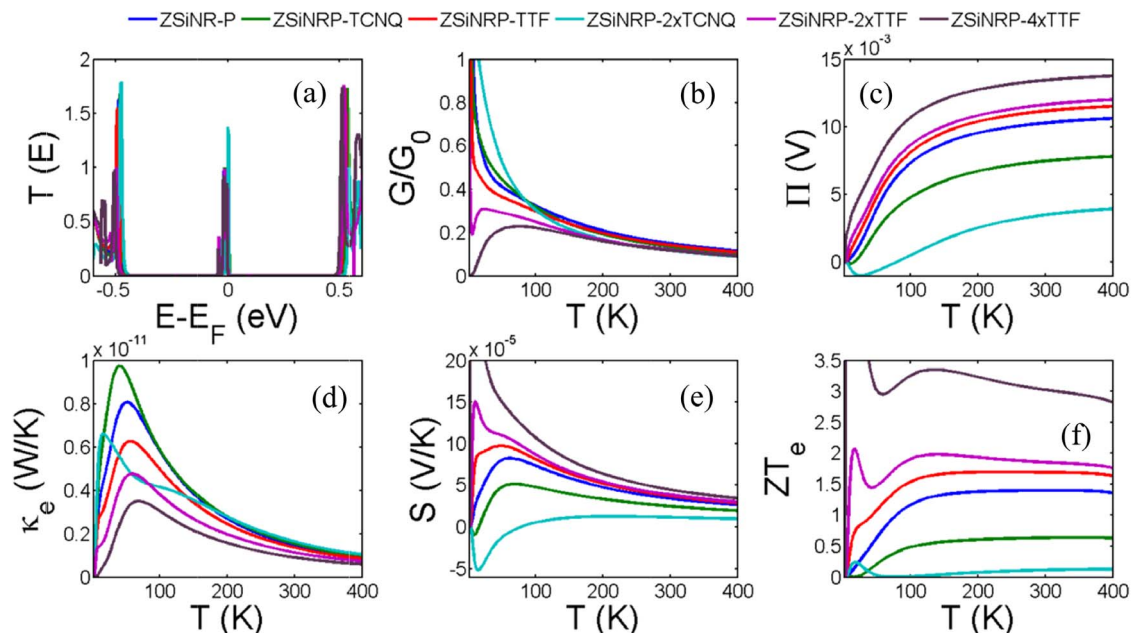 ZSiNR-P ZSiNRP-TCNQ ZSiNRP-TTF ZSiNRP-2xTCNQ ZSiNRP-2xTTF ZSiNRP-4xTTF
(a)
2
1.5
1
0.5
0
T (E)
-0.5 0 0.5
E-E_F (eV)
(b)
1
0.8
0.6
0.4
0.2
0
G/G_0
100 200 300 400
T (K)
x 10^-3
(c)
15
10
5
0
Π (V)
100 200 300 400
T (K)
x 10^-11
(d)
1
0.8
0.6
0.4
0.2
0
κ_e (W/K)
100 200 300 400
T (K)
x 10^-5
(e)
20
15
10
5
0
-5
S (V/K)
100 200 300 400
T (K)
3.5
3
2.5
2
1.5
1
0.5
0
(f)
ZT_e
100 200 300 400
T (K)